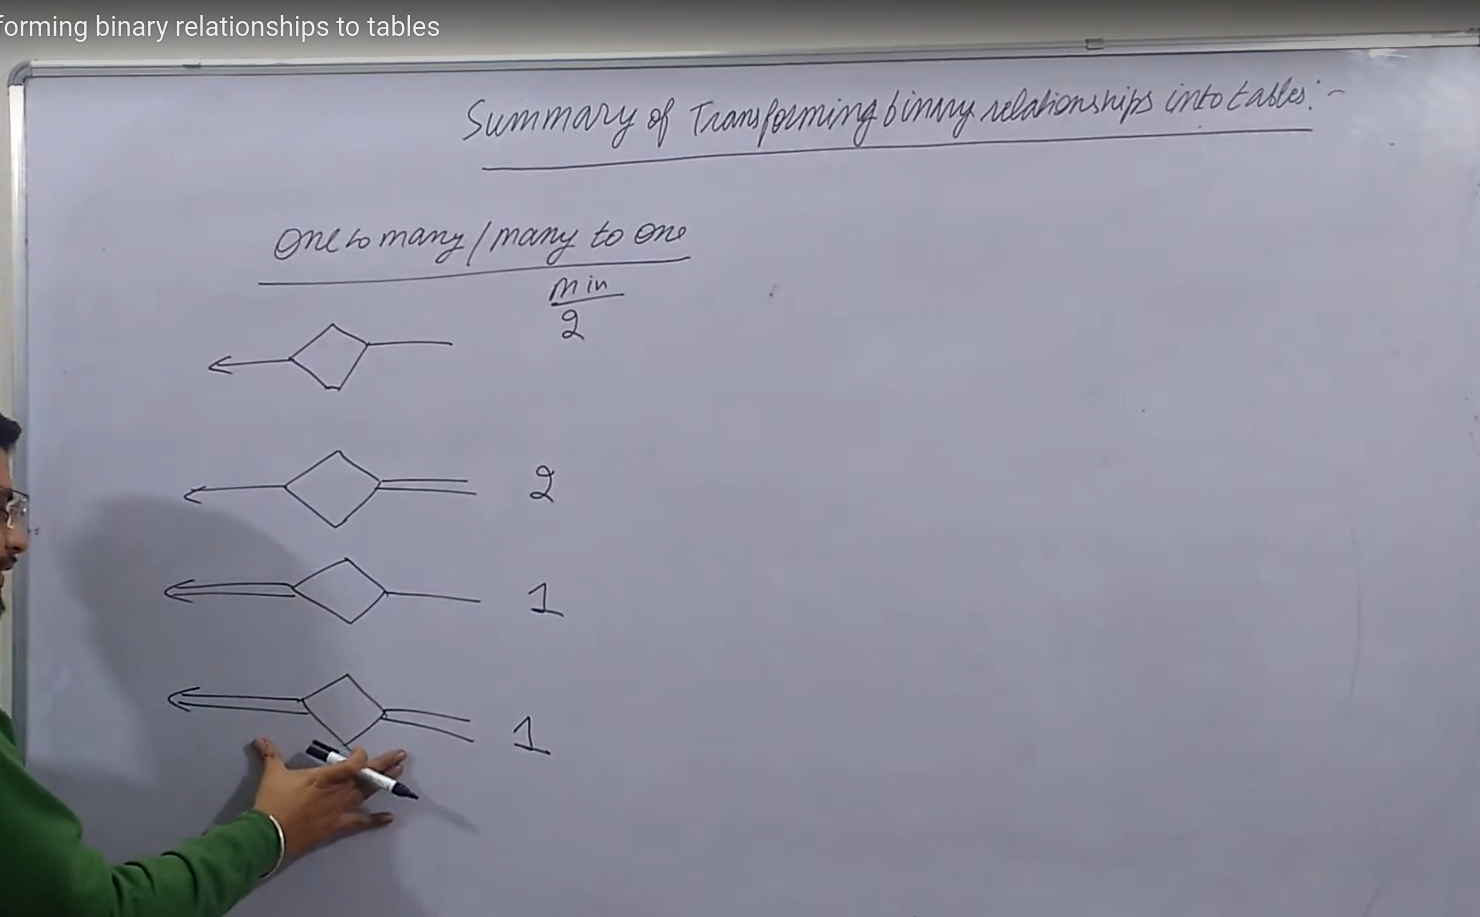 forming binary relationships to tables
Summary of Transforming binary relationships into tables:-
One to many / many to one
min
2
2
1
1